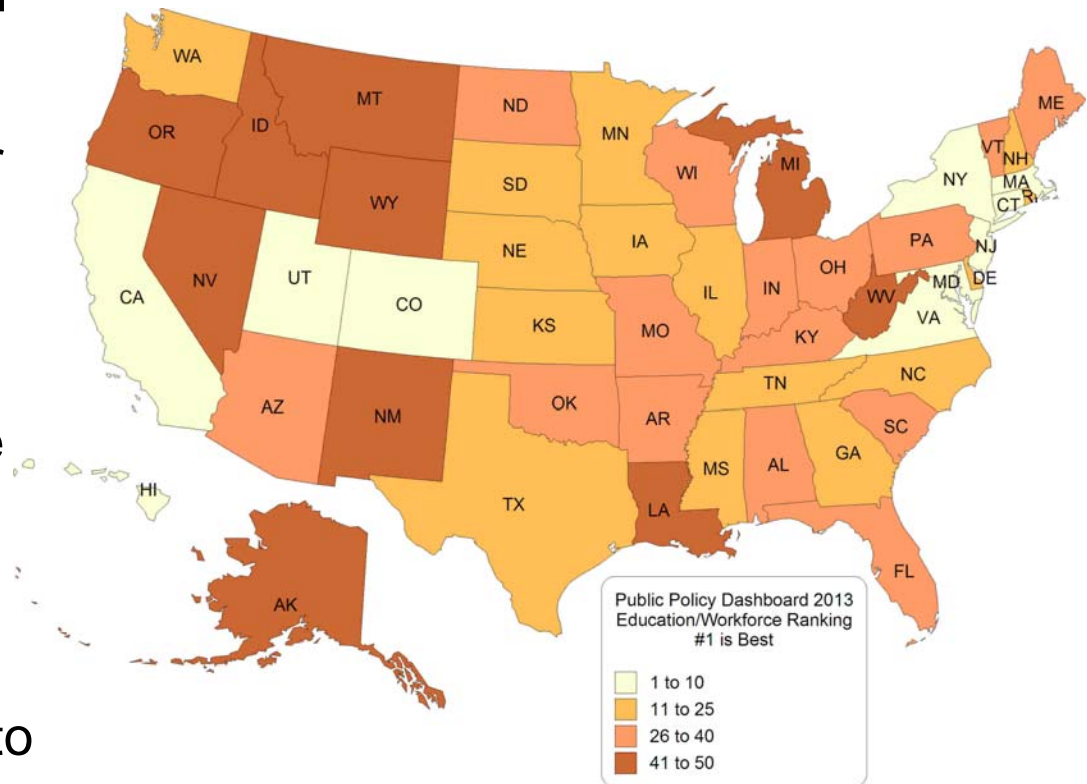 WA
MT
ND
MN
ME
OR
ID
VT
NH
WI
MI
NY
MA
SD
WY
CT
RI
IA
PA
NJ
NE
OH
DE
UT
NV
IL
IN
MD
CA
CO
WV
VA
KS
MO
KY
NC
TN
AZ
OK
NM
AR
SC
GA
MS
AL
HI
TX
LA
FL
AK
Public Policy Dashboard 2013
Education/Workforce Ranking
#1 is Best
1 to 10
11 to 25
26 to 40
41 to 50
to